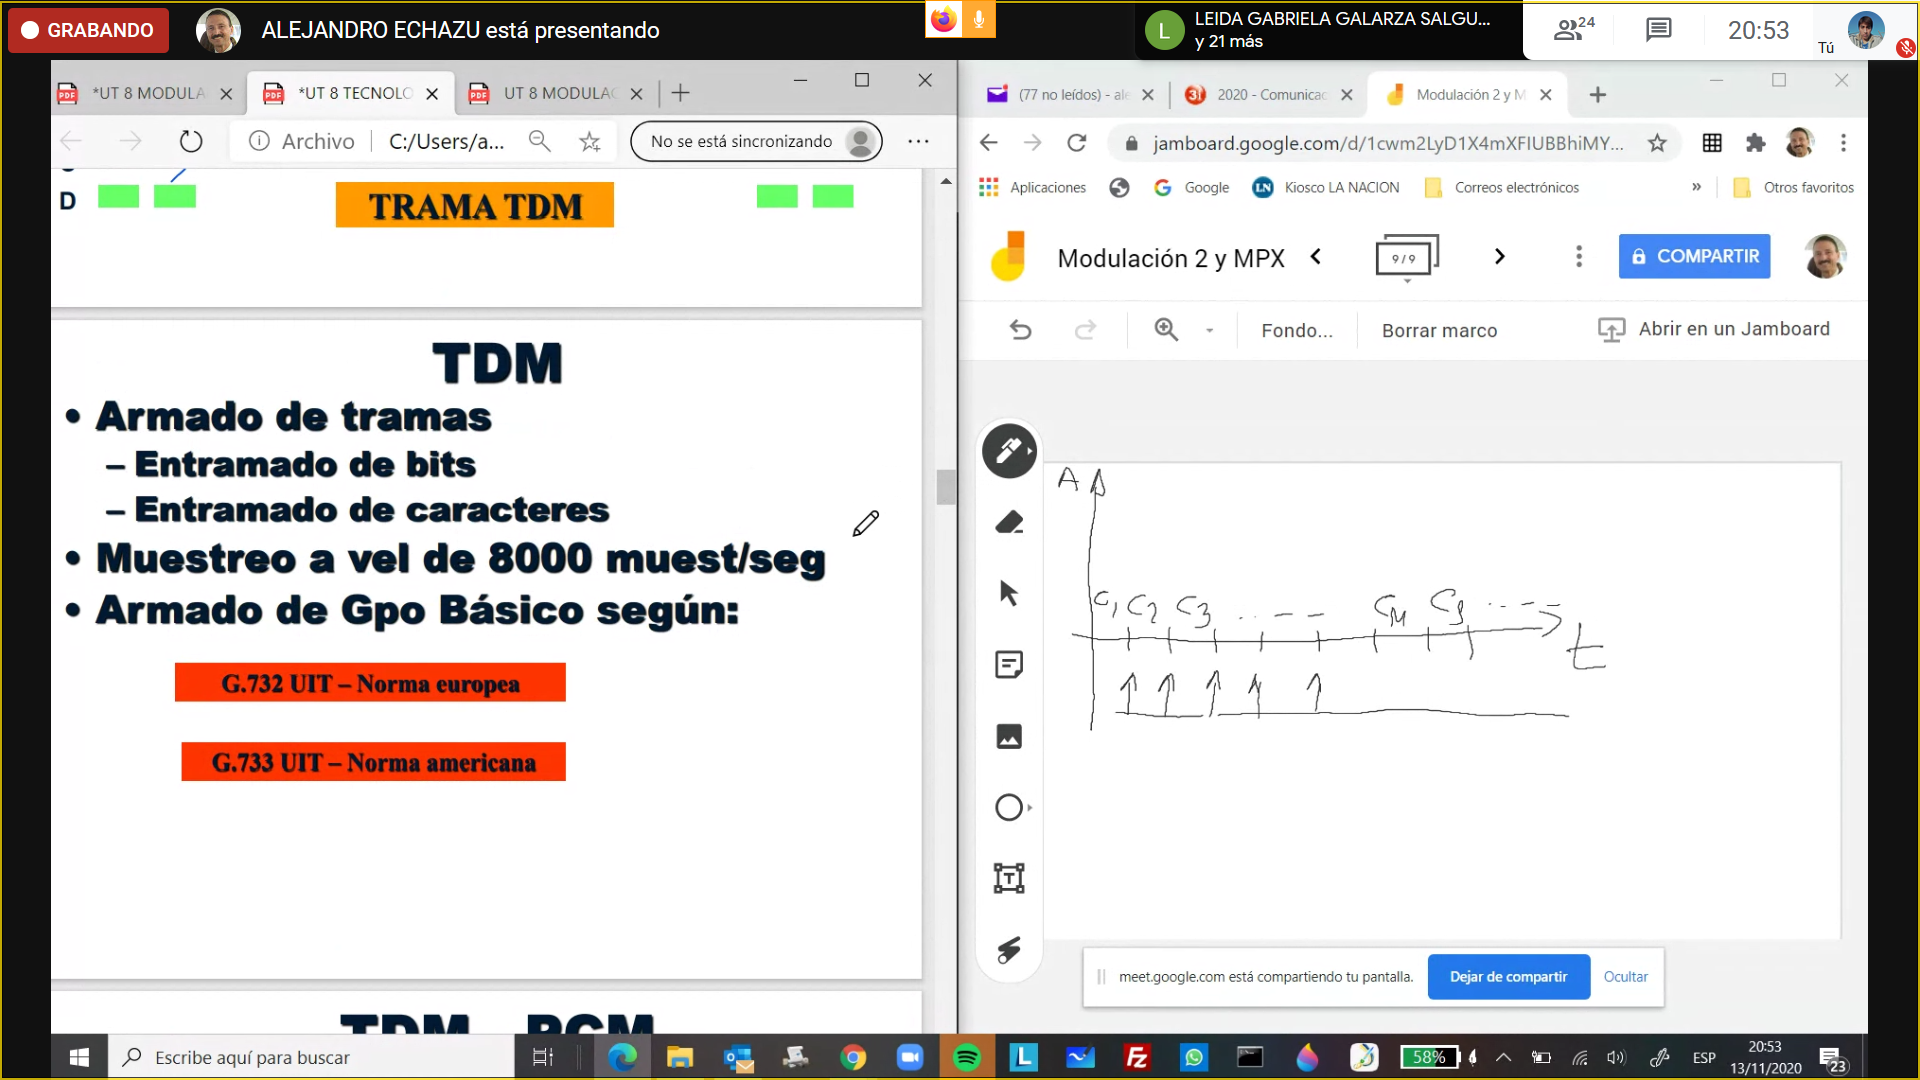 GRABANDO
ALEJANDRO ECHAZU está presentando
L
LEIDA GABRIELA GALARZA SALGU...
y 21 más
24
20:53
Tú
*UT 8 MODULA
*UT 8 TECNOLO
UT 8 MODULAC
Archivo
C:/Users/a...
No se está sincronizando
D
TRAMA TDM
TDM
• Armado de tramas
– Entramado de bits
– Entramado de caracteres
• Muestreo a vel de 8000 muest/seg
• Armado de Gpo Básico según:
G.732 UIT – Norma europea
G.733 UIT – Norma americana
TDM PCM
(77 no leídos) - ale
2020 - Comunicac
Modulación 2 y M
jamboard.google.com/d/1cwm2LyD1X4mXFIUBBhiMY...
Aplicaciones
Google
LN
Kiosco LA NACION
Correos electrónicos
»
Otros favoritos
Modulación 2 y MPX
9/9
COMPARTIR
Fondo...
Borrar marco
Abrir en un Jamboard
A
C1 C2 C3 ..--
t
meet.google.com está compartiendo tu pantalla.
Dejar de compartir
Ocultar
Escribe aquí para buscar
58%
ESP
20:53
13/11/2020
23